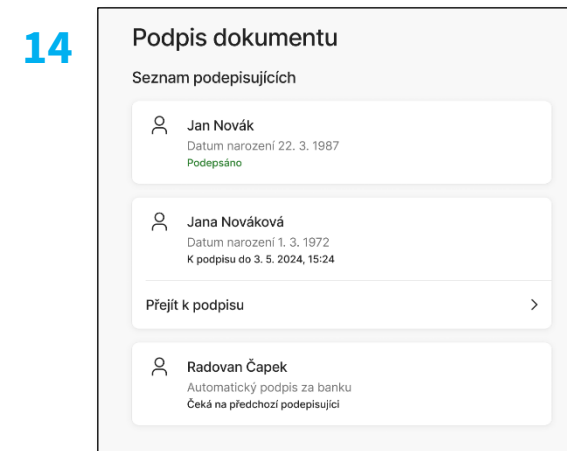 14
Podpis dokumentu
Seznam podepisujících
Jan Novák
Datum narození 22. 3. 1987
Podepsáno
Jana Nováková
Datum narození 1. 3. 1972
K podpisu do 3. 5. 2024, 15:24
Přejít k podpisu
Radovan Čapek
Automatický podpis za banku
Čeká na předchozí podepisující